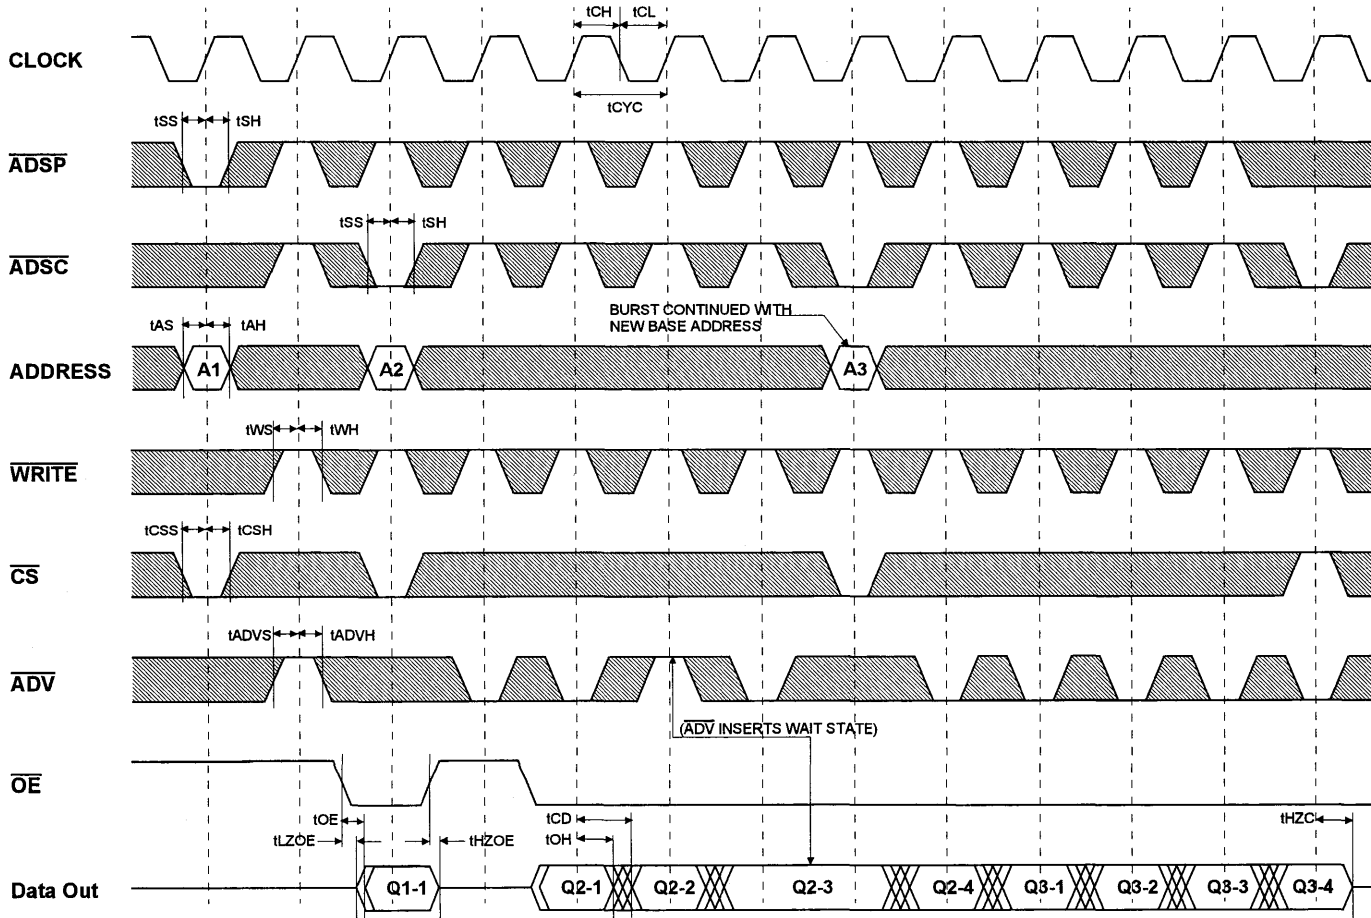 tCH tCL
CLOCK
tCYC
tSS tSH
ADSP
tSS tSH
ADSC
BURST CONTINUED WITH
NEW BASE ADDRESS
tAS tAH
ADDRESS A1 A2 A3
tWS tWH
WRITE
tCSS tCSH
CS
tADVS tADVH
ADV
(ADV INSERTS WAIT STATE)
OE
tOE tCD tHZC
tLZOE tHZOE tOH
Data Out Q1-1 Q2-1 Q2-2 Q2-3 Q2-4 Q3-1 Q3-2 Q3-3 Q3-4